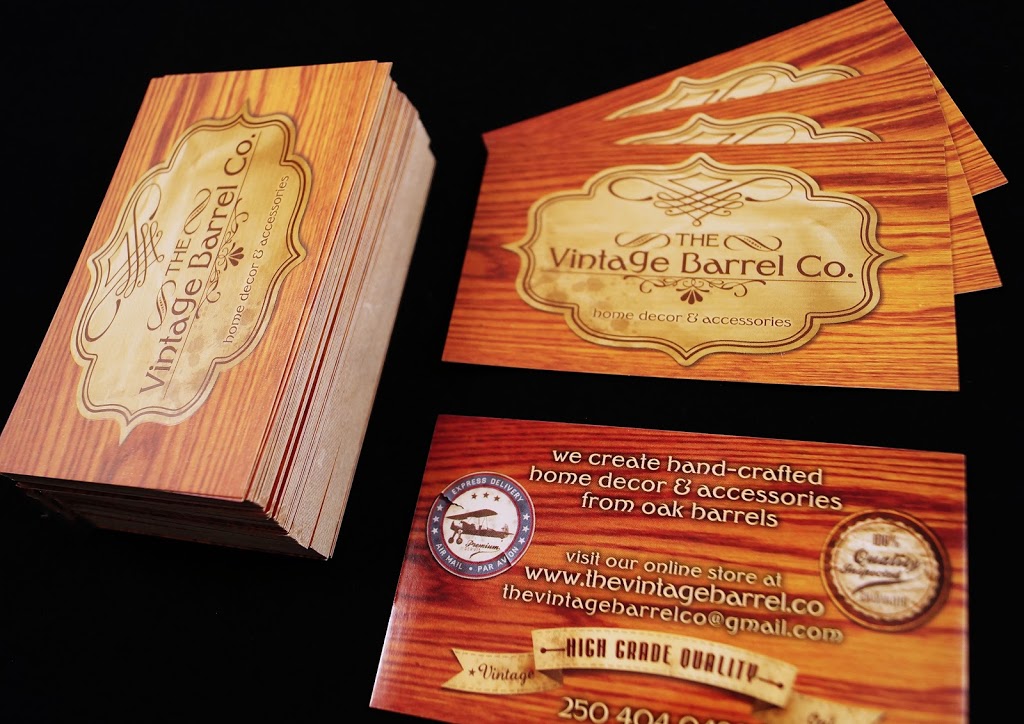 THE
Vintage Barrel Co.
home decor & accessories
THE
Vintage Barrel Co.
home decor & accessories
we create hand-crafted
home decor & accessories
from oak barrels
EXPRESS DELIVERY
Premium
AIR MAIL • PAR AVION
Quality
visit our online store at
www.thevintagebarrel.co
thevintagebarrelco@gmail.com
HIGH GRADE QUALITY
Vintage
250 404